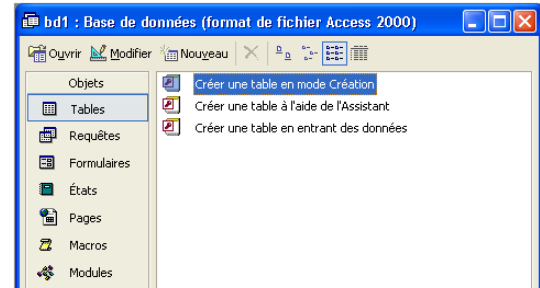 bd1 : Base de données (format de fichier Access 2000)
Ouvrir Modifier Nouveau
Objets
Tables
Requêtes
Formulaires
États
Pages
Macros
Modules
Créer une table en mode Création
Créer une table à l'aide de l'Assistant
Créer une table en entrant des données